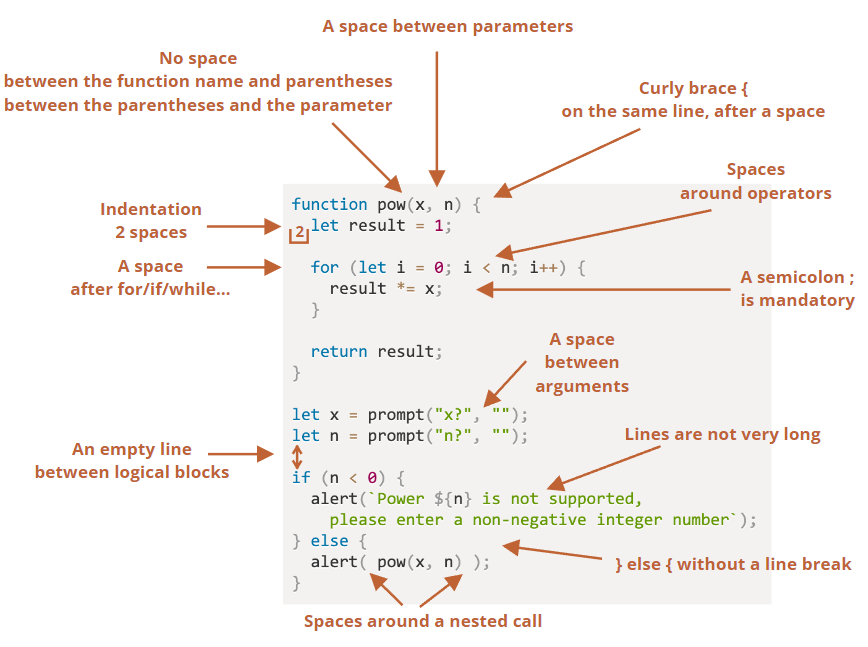 A space between parameters
No space
between the function name and parentheses
between the parentheses and the parameter
Curly brace {
on the same line, after a space
Spaces
around operators
Indentation
2 spaces
A space
after for/if/while...
A semicolon ;
is mandatory
function pow(x, n) {
2
  let result = 1;
  for (let i = 0; i < n; i++) {
    result *= x;
  }
  return result;
}
A space
between
arguments
let x = prompt("x?", "");
let n = prompt("n?", "");
An empty line
between logical blocks
Lines are not very long
if (n < 0) {
  alert(`Power ${n} is not supported,
    please enter a non-negative integer number`);
} else {
  alert( pow(x, n) );
}
} else { without a line break
Spaces around a nested call